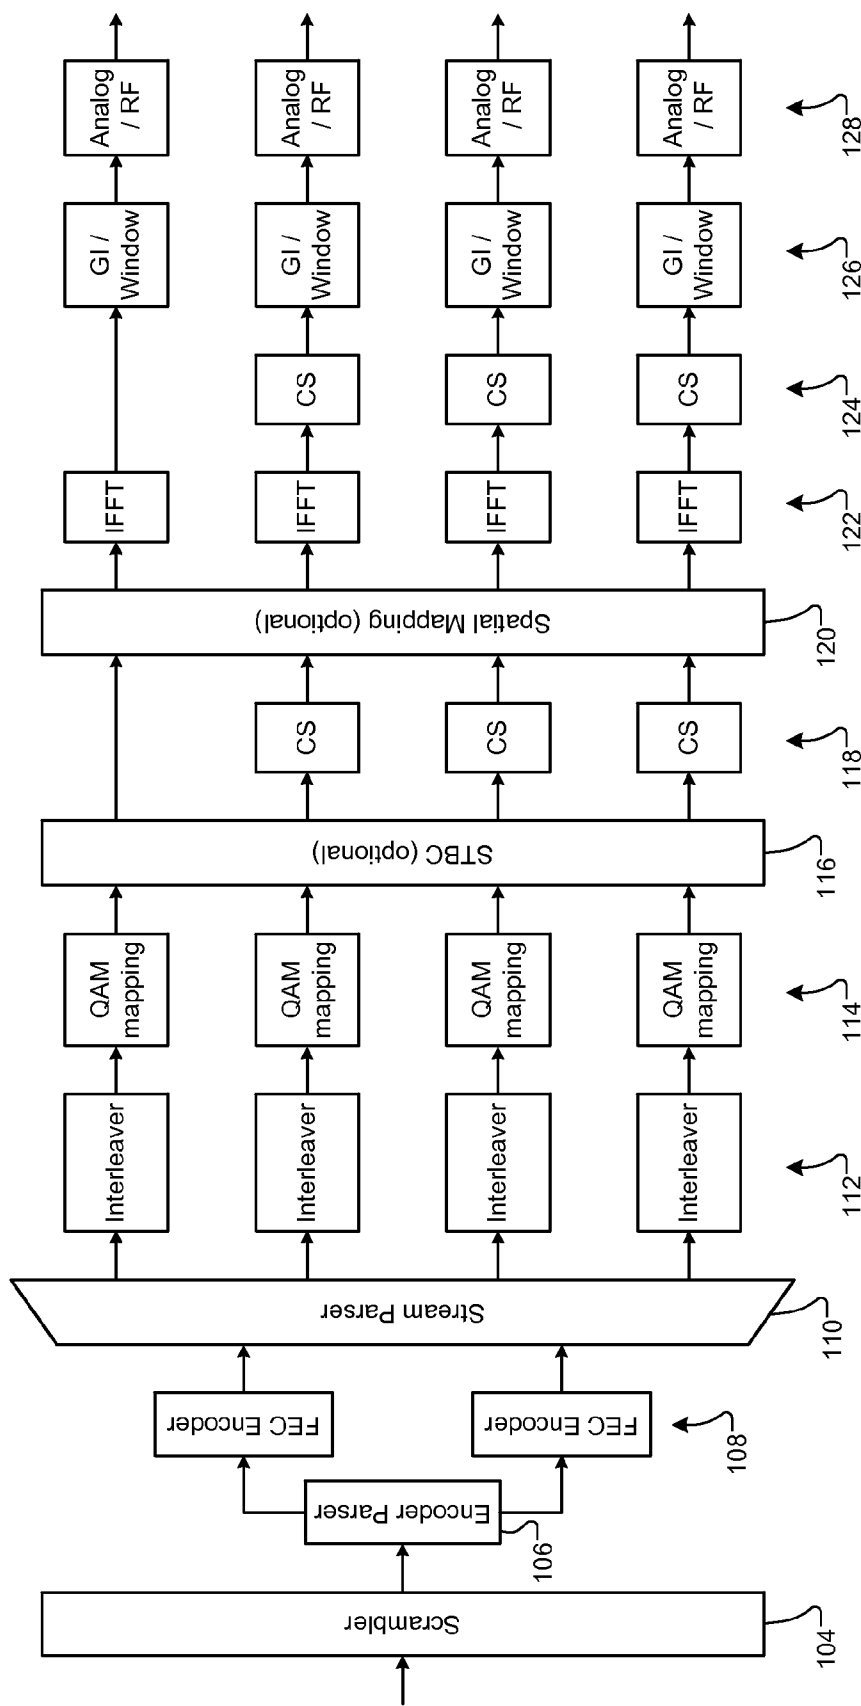 Scrambler
104
Encoder Parser
106
FEC Encoder
FEC Encoder
108
Stream Parser
110
Interleaver
Interleaver
Interleaver
Interleaver
112
QAM
mapping
QAM
mapping
QAM
mapping
QAM
mapping
114
STBC (optional)
116
CS
CS
CS
118
Spatial Mapping (optional)
120
IFFT
IFFT
IFFT
IFFT
122
CS
CS
CS
124
GI /
Window
GI /
Window
GI /
Window
GI /
Window
126
Analog
/ RF
Analog
/ RF
Analog
/ RF
Analog
/ RF
128